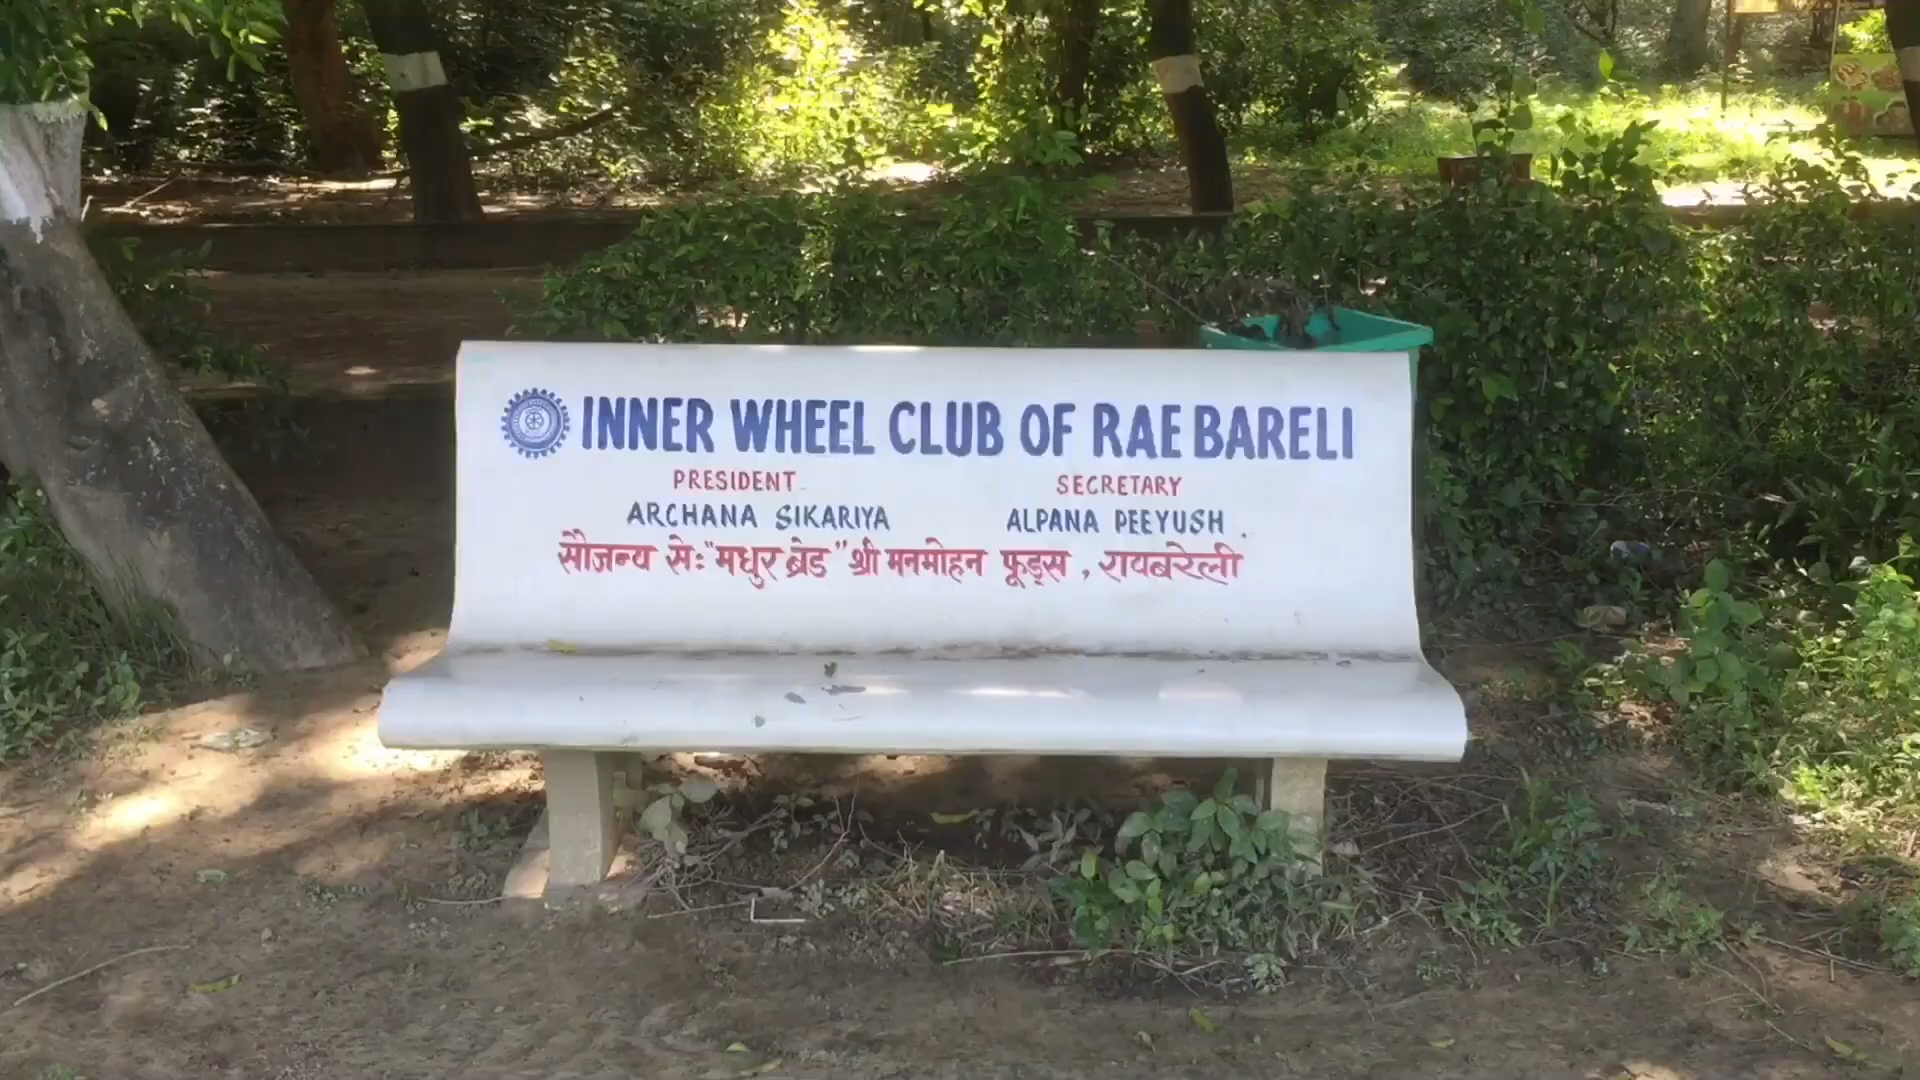 INNER WHEEL CLUB OF RAE BARELI
PRESIDENT SECRETARY
ARCHANA SIKARIYA ALPANA PEEYUSH
सौजन्य से: "मधुर ब्रेड" श्री मनमोहन फूड्स, रायबरेली